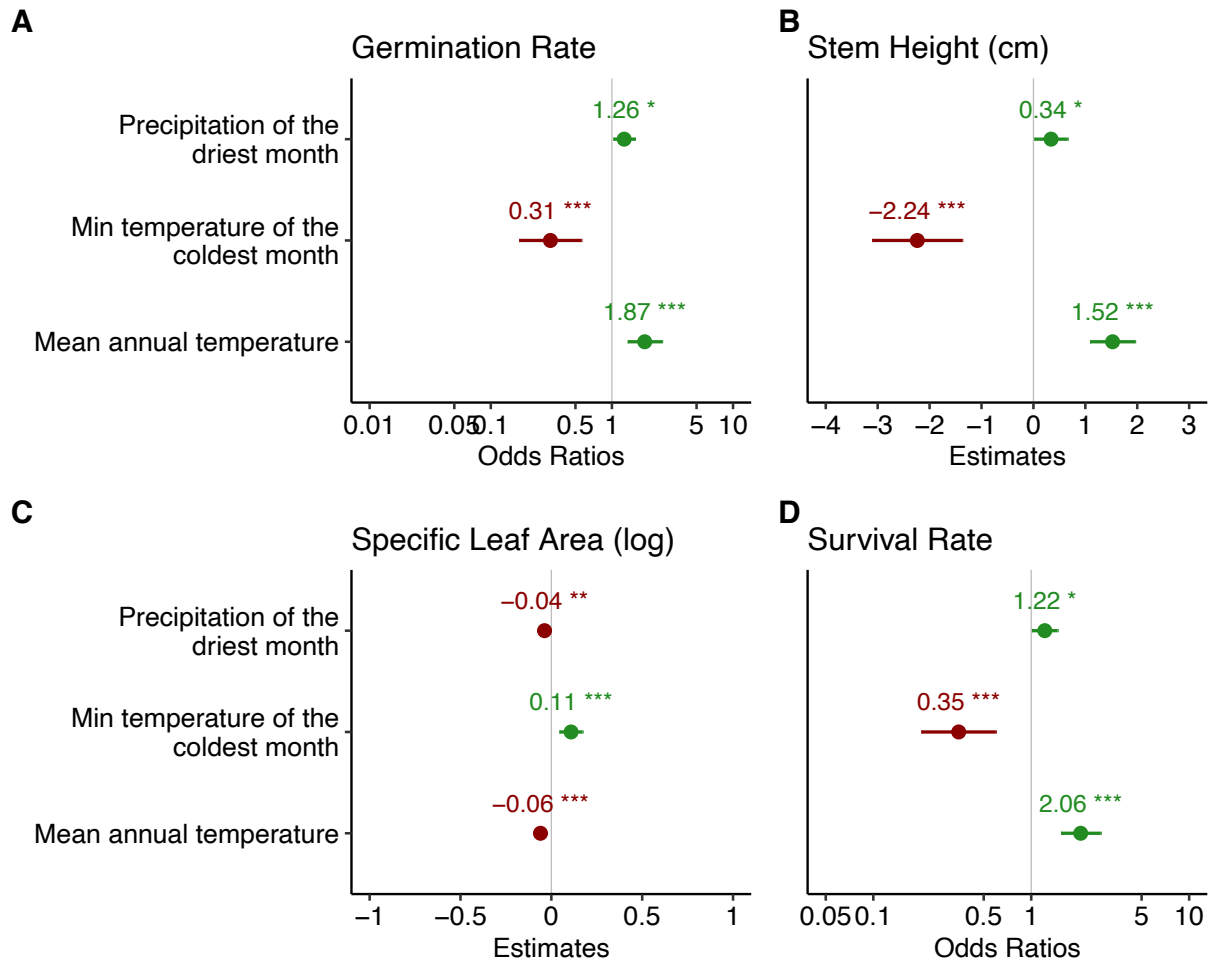 A
Germination Rate
Precipitation of the
driest month
Min temperature of the
coldest month
Mean annual temperature
1.26 *
0.31 ***
1.87 ***
0.01 0.05 0.1 0.5 1 5 10
Odds Ratios
B
Stem Height (cm)
0.34 *
−2.24 ***
1.52 ***
−4 −3 −2 −1 0 1 2 3
Estimates
C
Specific Leaf Area (log)
Precipitation of the
driest month
Min temperature of the
coldest month
Mean annual temperature
−0.04 **
0.11 ***
−0.06 ***
−1 −0.5 0 0.5 1
Estimates
D
Survival Rate
1.22 *
0.35 ***
2.06 ***
0.05 0.1 0.5 1 5 10
Odds Ratios